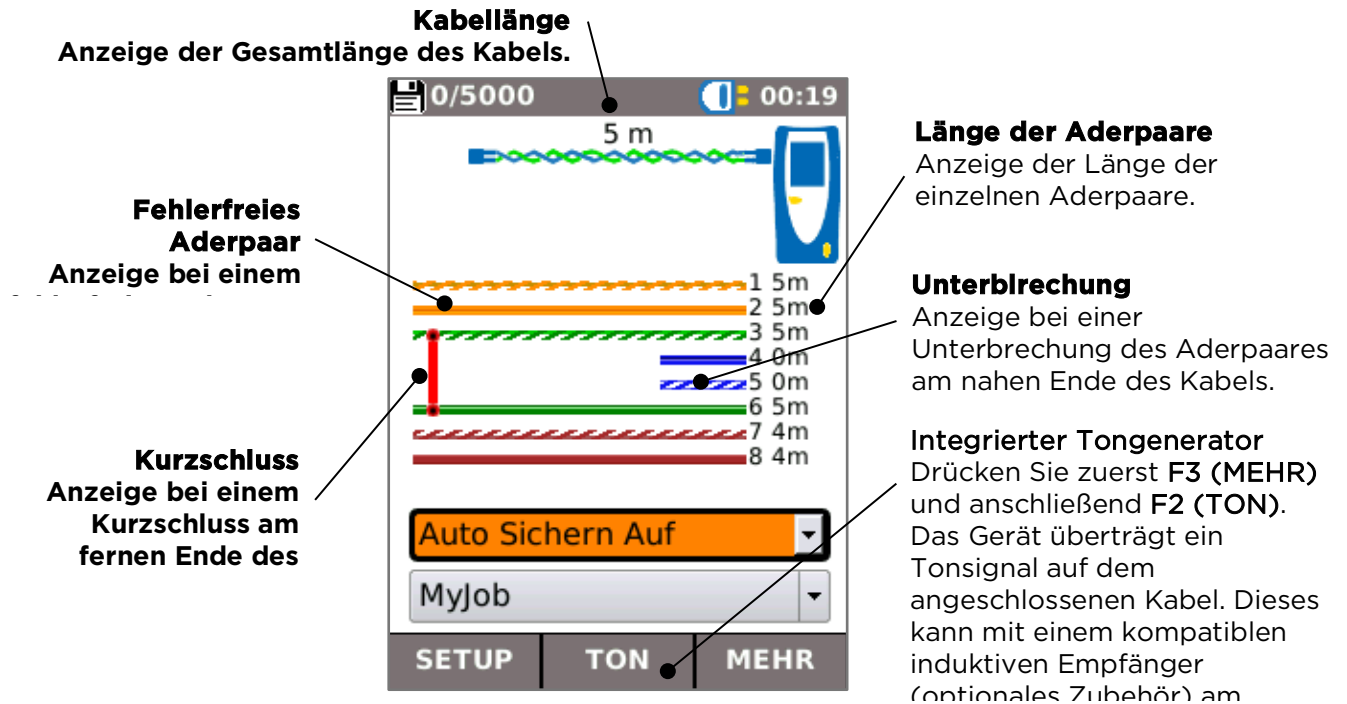 Kabellänge
Anzeige der Gesamtlänge des Kabels.
0/5000
00:19
5 m
Länge der Aderpaare
Anzeige der Länge der
einzelnen Aderpaare.
Fehlerfreies
Aderpaar
Anzeige bei einem
1 5m
2 5m
3 5m
4 0m
5 0m
6 5m
7 4m
8 4m
Unterblrechung
Anzeige bei einer
Unterbrechung des Aderpaares
am nahen Ende des Kabels.
Kurzschluss
Anzeige bei einem
Kurzschluss am
fernen Ende des
Integrierter Tongenerator
Drücken Sie zuerst F3 (MEHR)
und anschließend F2 (TON).
Das Gerät überträgt ein
Tonsignal auf dem
angeschlossenen Kabel. Dieses
kann mit einem kompatiblen
induktiven Empfänger
(optionales Zubehör) am
Auto Sichern Auf
MyJob
SETUP
TON
MEHR